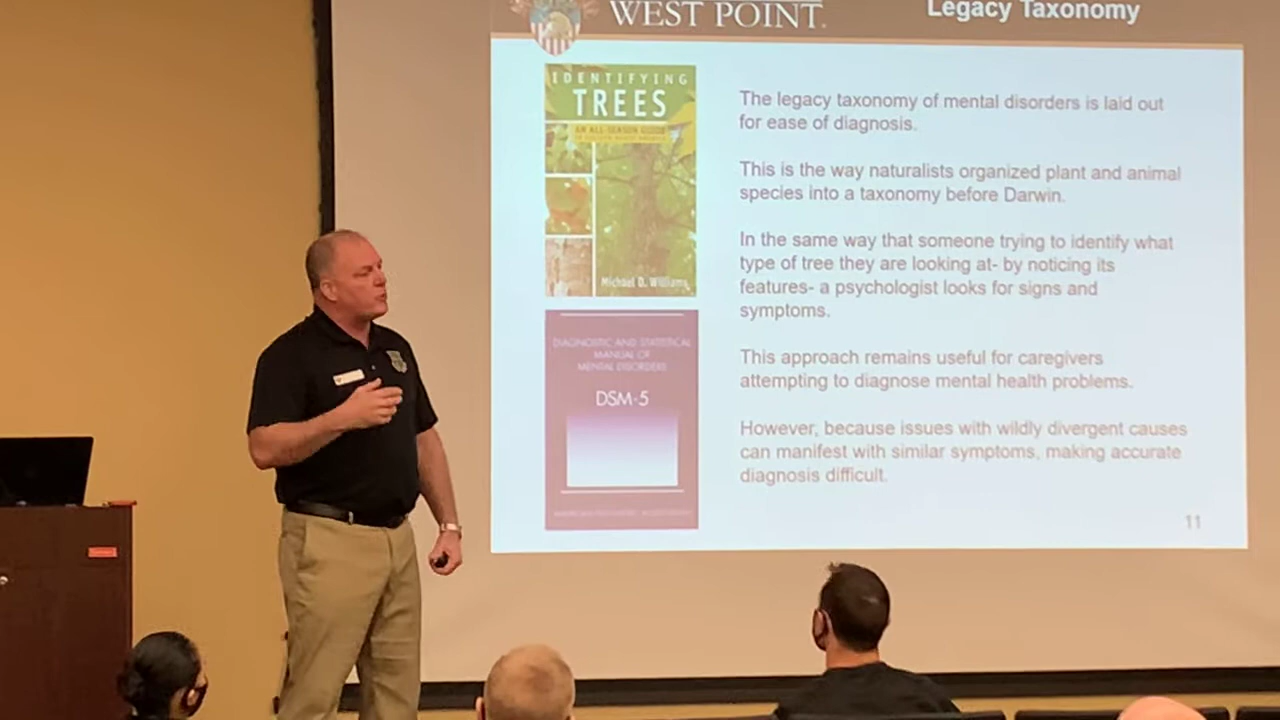 WEST POINT
Legacy Taxonomy
IDENTIFYING
TREES
AN ALL-SEASON GUIDE
Michael D. Williams
The legacy taxonomy of mental disorders is laid out
for ease of diagnosis.
This is the way naturalists organized plant and animal
species into a taxonomy before Darwin.
In the same way that someone trying to identify what
type of tree they are looking at- by noticing its
features- a psychologist looks for signs and
symptoms.
This approach remains useful for caregivers
attempting to diagnose mental health problems.
However, because issues with wildly divergent causes
can manifest with similar symptoms, making accurate
diagnosis difficult.
DIAGNOSTIC AND STATISTICAL
MANUAL OF
MENTAL DISORDERS
DSM-5
11